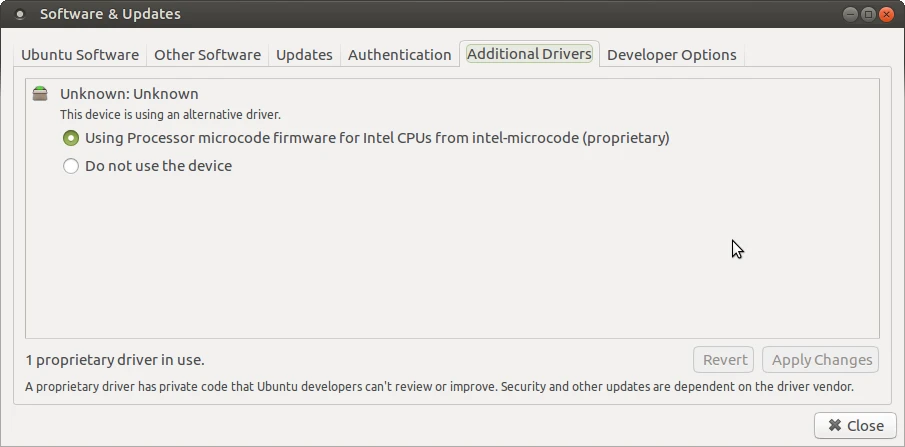 Software & Updates
Ubuntu Software Other Software Updates Authentication Additional Drivers Developer Options
Unknown: Unknown
This device is using an alternative driver.
Using Processor microcode firmware for Intel CPUs from intel-microcode (proprietary)
Do not use the device
1 proprietary driver in use.
Revert Apply Changes
A proprietary driver has private code that Ubuntu developers can't review or improve. Security and other updates are dependent on the driver vendor.
Close